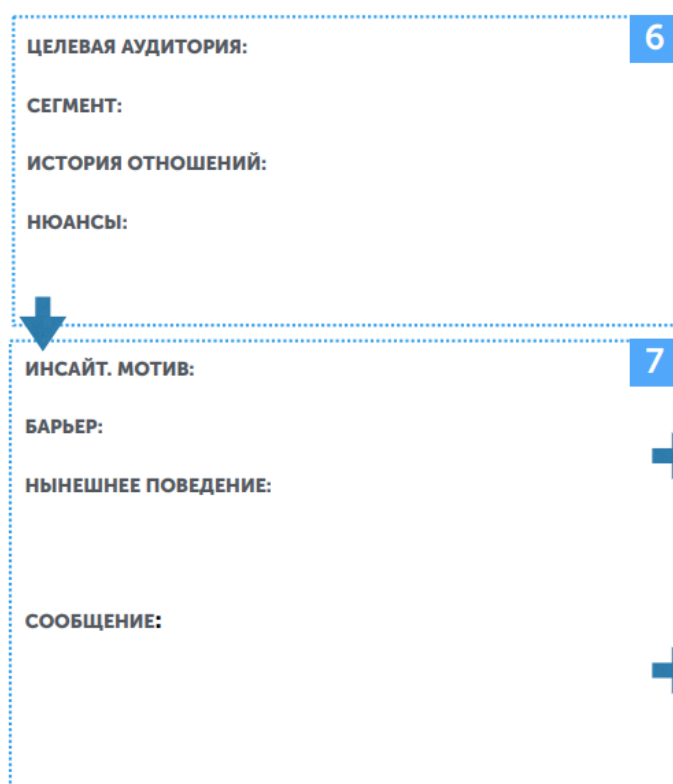 6
ЦЕЛЕВАЯ АУДИТОРИЯ:
СЕГМЕНТ:
ИСТОРИЯ ОТНОШЕНИЙ:
НЮАНСЫ:
7
ИНСАЙТ. МОТИВ:
БАРЬЕР:
НЫНЕШНЕЕ ПОВЕДЕНИЕ:
СООБЩЕНИЕ: